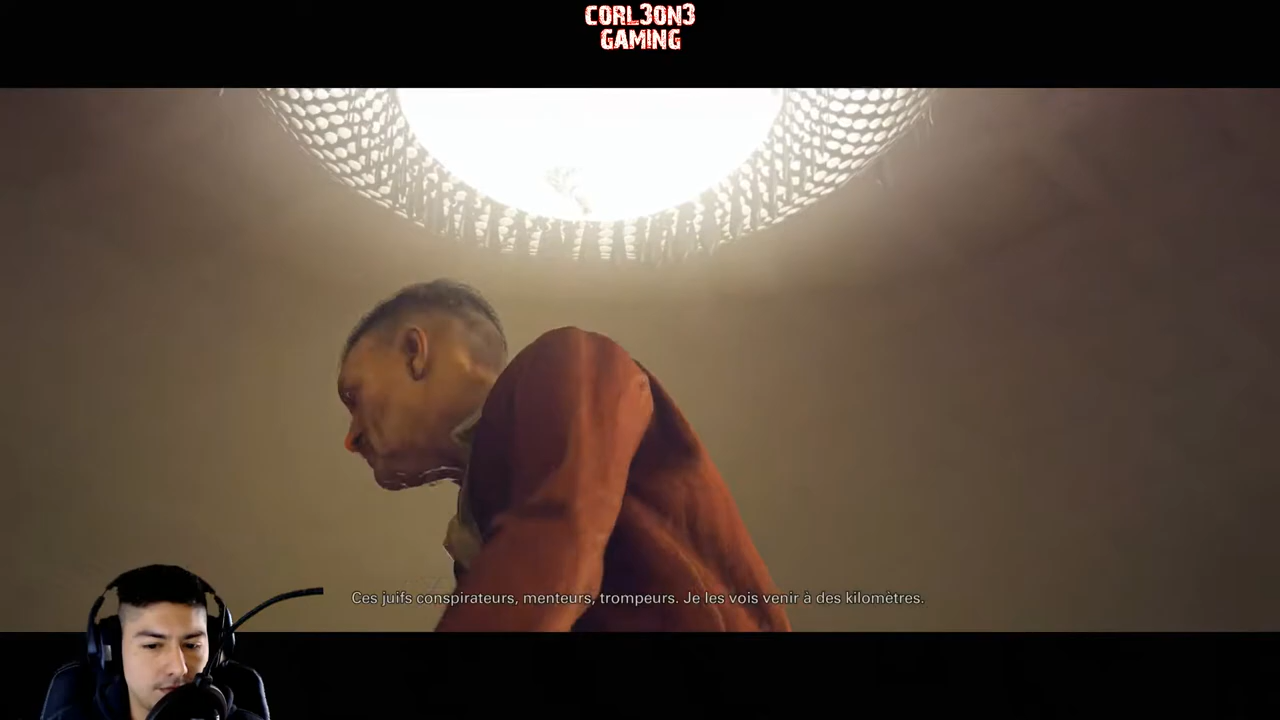 CORL3ON3
GAMING
Ces juifs conspirateurs, menteurs, trompeurs. Je les vois venir à des kilomètres.